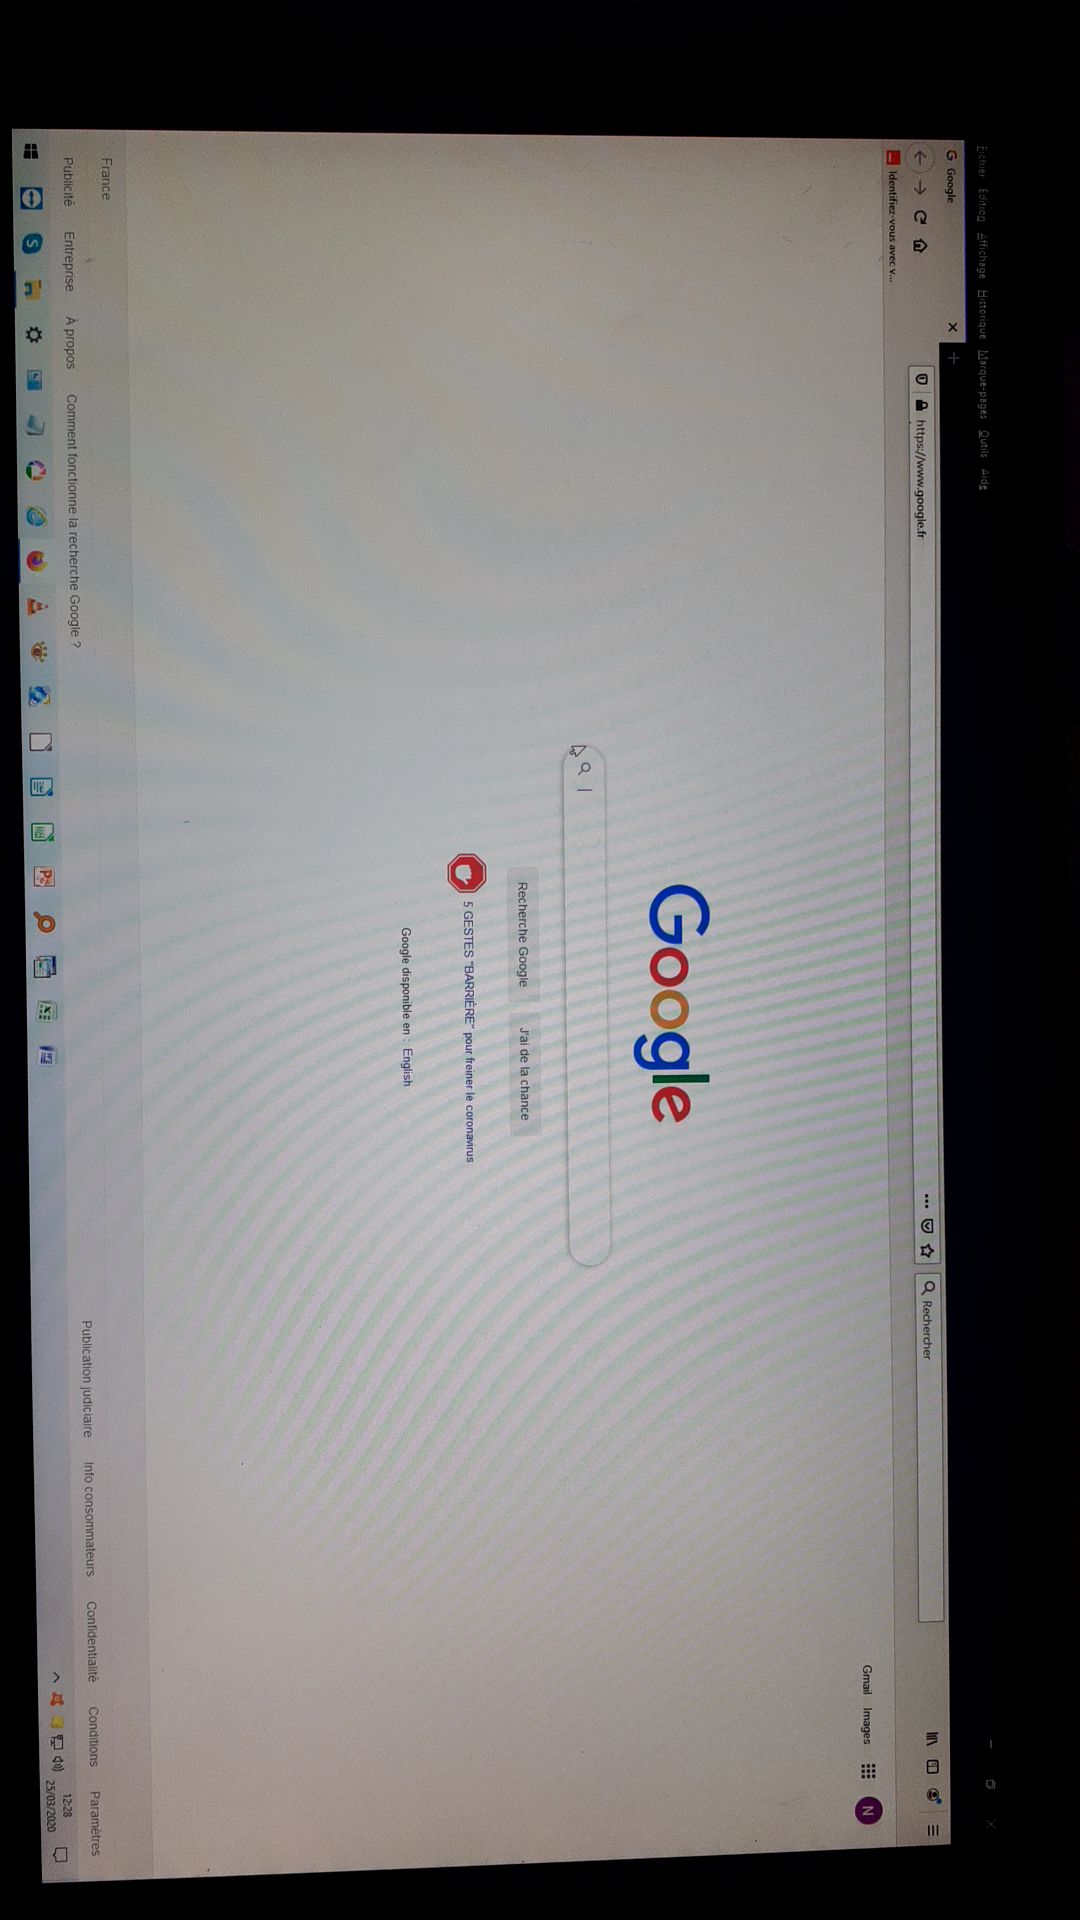 Fichier Edition Affichage Historique Marque-pages Outils Aide
Google
https://www.google.fr
Rechercher
Identifiez-vous avec v...
Gmail Images
N
Google
Recherche Google J'ai de la chance
5 GESTES "BARRIÈRE" pour freiner le coronavirus
Google disponible en : English
France
Publicité Entreprise À propos Comment fonctionne la recherche Google ? Publication judiciaire Info consommateurs Confidentialité Conditions Paramètres
12:28
25/03/2020